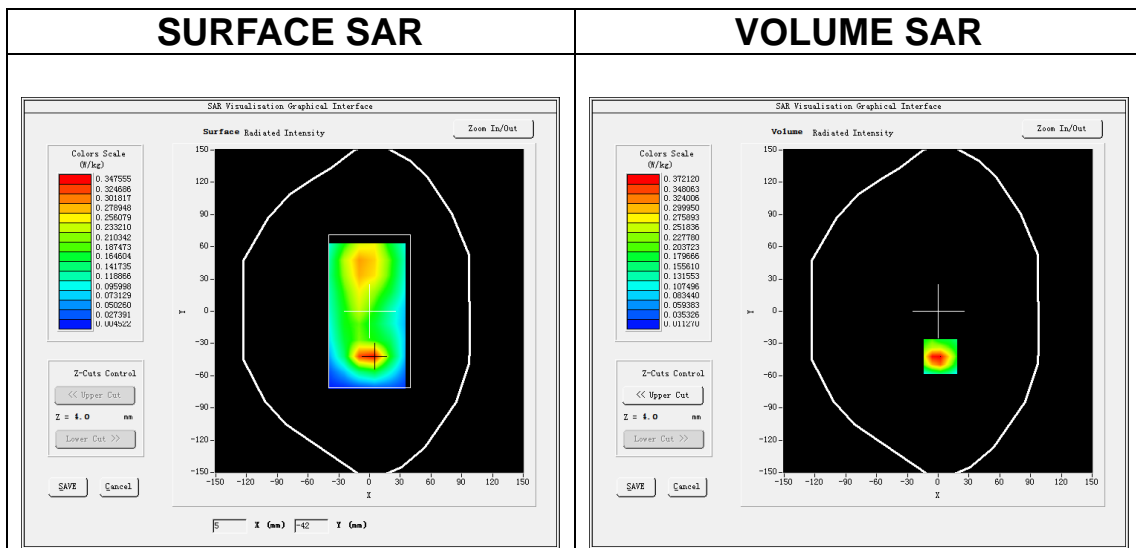 SURFACE SAR
VOLUME SAR
SAR Visualisation Graphical Interface
Surface Radiated Intensity
Zoom In/Out
Colors Scale
(W/kg)
0.347555
0.324686
0.301817
0.278948
0.256079
0.233210
0.210342
0.187473
0.164604
0.141735
0.118866
0.095998
0.073129
0.050260
0.027391
0.004522
Z-Cuts Control
<< Upper Cut
Z = 4.0 mm
Lower Cut >>
SAVE
Cancel
150
120
90
60
30
0
-30
-60
-90
-120
-150
Y
-150 -120 -90 -60 -30 0 30 60 90 120 150
X
5 X (mm) -42 Y (mm)
SAR Visualisation Graphical Interface
Volume Radiated Intensity
Zoom In/Out
Colors Scale
(W/kg)
0.372120
0.348063
0.324006
0.299950
0.275893
0.251836
0.227780
0.203723
0.179666
0.155610
0.131553
0.107496
0.083440
0.059383
0.035326
0.011270
Z-Cuts Control
<< Upper Cut
Z = 4.0 mm
Lower Cut >>
SAVE
Cancel
150
120
90
60
30
0
-30
-60
-90
-120
-150
Y
-150 -120 -90 -60 -30 0 30 60 90 120 150
X